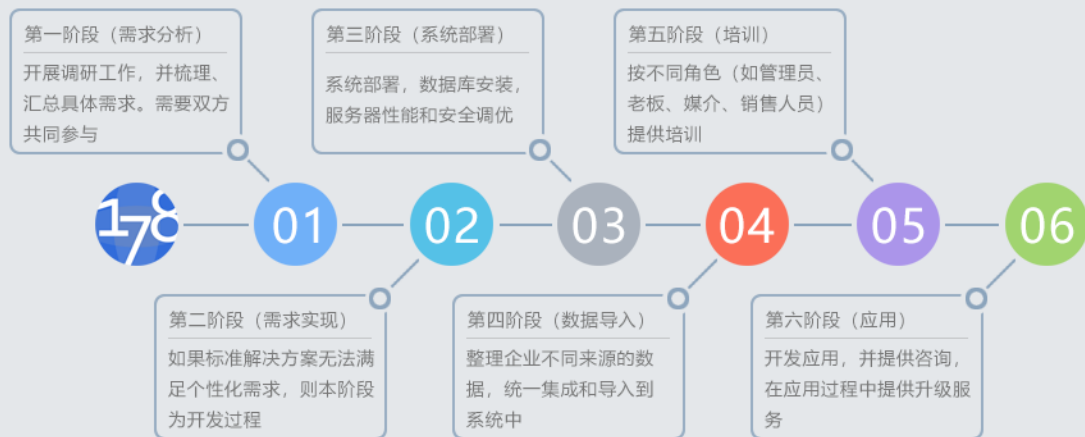 第一阶段（需求分析）
开展调研工作，并梳理、
汇总具体需求。需要双方
共同参与
第三阶段（系统部署）
系统部署，数据库安装，
服务器性能和安全调优
第五阶段（培训）
按不同角色（如管理员、
老板、媒介、销售人员）
提供培训
178
01
02
03
04
05
06
第二阶段（需求实现）
如果标准解决方案无法满
足个性化需求，则本阶段
为开发过程
第四阶段（数据导入）
整理企业不同来源的数
据，统一集成和导入到
系统中
第六阶段（应用）
开发应用，并提供咨询，
在应用过程中提供升级服
务